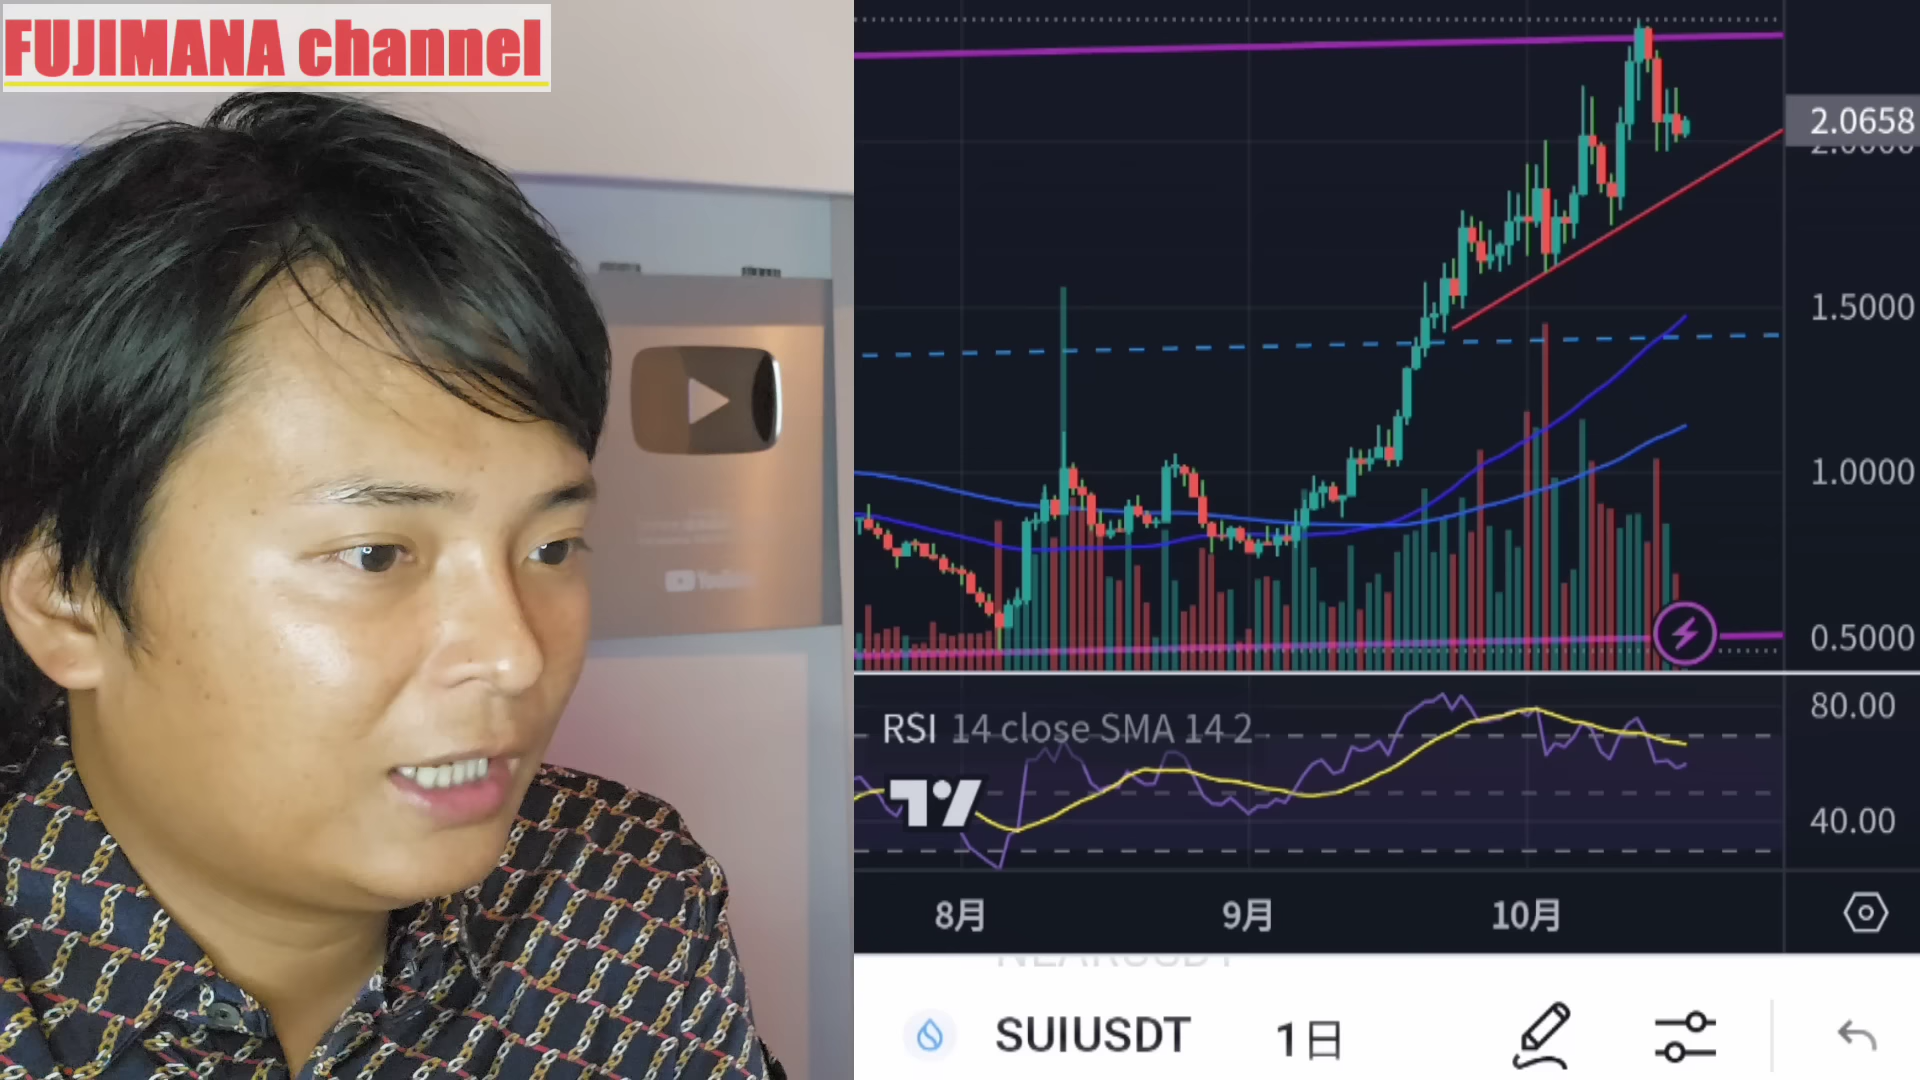 FUJIMANA channel
2.0658
1.5000
1.0000
0.5000
RSI 14 close SMA 14 2
80.00
40.00
8月 9月 10月
SUIUSDT 1日